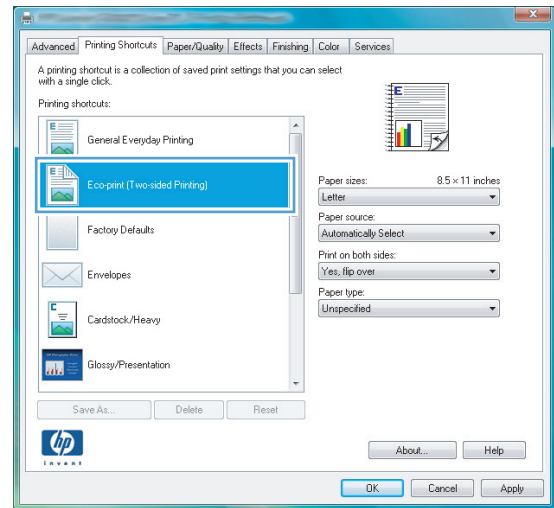 Advanced Printing Shortcuts Paper/Quality Effects Finishing Color Services
A printing shortcut is a collection of saved print settings that you can select
with a single click.
Printing shortcuts:
E
General Everyday Printing
E
Eco-print (Two-sided Printing)
Factory Defaults
Envelopes
Cardstock/Heavy
Glossy/Presentation
Save As... Delete Reset
E
Paper sizes: 8.5 × 11 inches
Letter
Paper source:
Automatically Select
Print on both sides:
Yes, flip over
Paper type:
Unspecified
hp
invent
About... Help
OK Cancel Apply